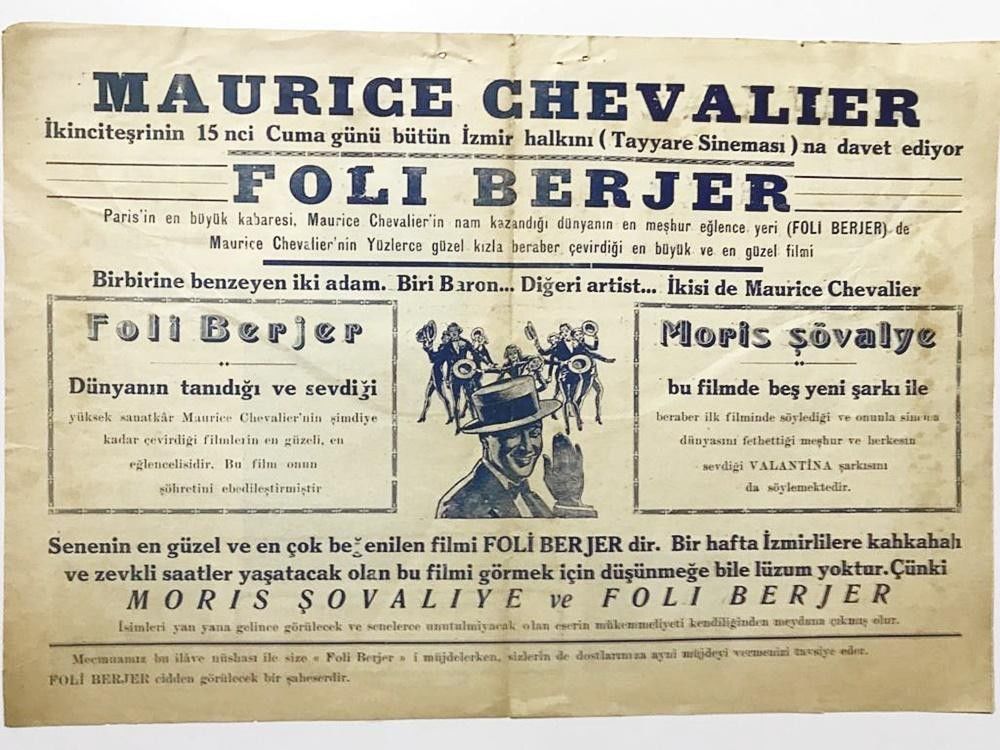 MAURICE CHEVALIER
İkinciteşrinin 15 nci Cuma günü bütün İzmir halkını ( Tayyare Sineması ) na davet ediyor
FOLI BERJER
Paris'in en büyük kabaresi, Maurice Chevalier'in nam kazandığı dünyanın en meşhur eğlence yeri (FOLİ BERJER) de
Maurice Chevalier'nin Yüzlerce güzel kızla beraber çevirdiği en büyük ve en güzel filmi
Birbirine benzeyen iki adam. Biri Baron... Diğeri artist... İkisi de Maurice Chevalier
Foli Berjer
Dünyanın tanıdığı ve sevdiği
yüksek sanatkâr Maurice Chevalier'nin şimdiye
kadar çevirdiği filmlerin en güzeli, en
eğlencelisidir. Bu film onun
şöhretini ebedileştirmiştir
Moris şövalye
bu filmde beş yeni şarkı ile
beraber ilk filminde söylediği ve onunla sinema
dünyasını fethettiği meşhur ve herkesin
sevdiği VALANTİNA şarkısını
da söylemektedir.
Senenin en güzel ve en çok beğenilen filmi FOLİ BERJER dir. Bir hafta İzmirlilere kahkahalı
ve zevkli saatler yaşatacak olan bu filmi görmek için düşünmeğe bile lüzum yoktur. Çünki
MORIS ŞOVALIYE ve FOLI BERJER
İsimleri yan yana gelince görülecek ve senelerce unutulmıyacak olan eserin mükemmeliyeti kendiliğinden meydana çıkmış olur.
Mecmuamız bu ilâve nüshası ile size « Foli Berjer » i müjdelerken, sizlerin de dostlarınıza ayni müjdeyi vermenizi tavsiye eder.
FOLİ BERJER cidden görülecek bir şaheserdir.